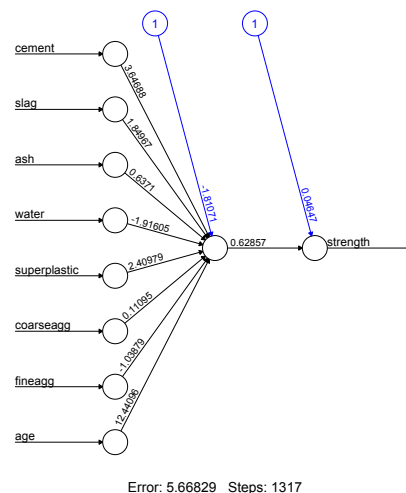 1
1
cement
3.64688
slag
1.84967
ash
0.6371
water
-1.91605
superplastic
2.40979
coarseagg
0.11095
fineagg
-1.03879
age
12.44096
-1.81071
0.04647
0.62857
strength
Error: 5.66829 Steps: 1317